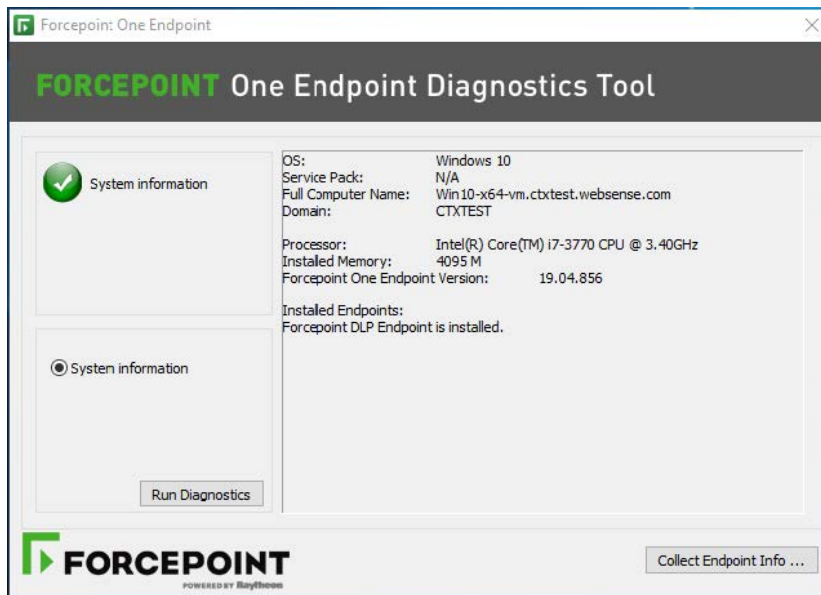 Forcepoint One Endpoint
FORCEPOINT One Endpoint Diagnostics Tool
System information
OS: Windows 10
Service Pack: N/A
Full Computer Name: Win10-x64-vm.ctxtest.websense.com
Domain: CTXTEST
Processor: Intel(R) Core(TM) i7-3770 CPU @ 3.40GHz
Installed Memory: 4095 M
Forcepoint One Endpoint Version: 19.04.856
Installed Endpoints:
Forcepoint DLP Endpoint is installed.
System information
Run Diagnostics
FORCEPOINT
POWERED BY Raytheon
Collect Endpoint Info ...